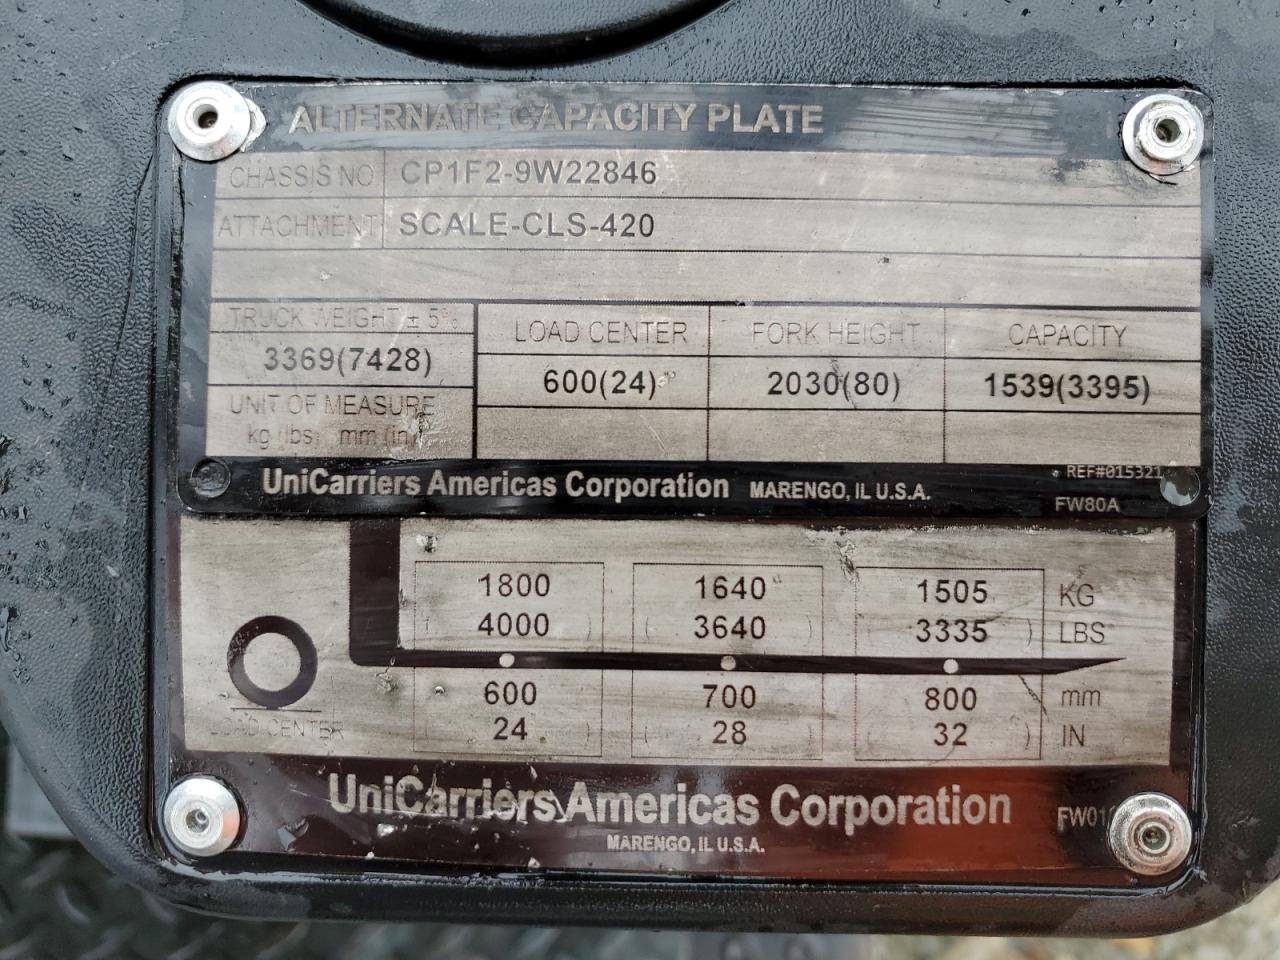 ALTERNATE CAPACITY PLATE
CHASSIS NO CP1F2-9W22846
ATTACHMENT SCALE-CLS-420
TRUCK WEIGHT ± 5% LOAD CENTER FORK HEIGHT CAPACITY
3369(7428) 600(24) 2030(80) 1539(3395)
UNIT OF MEASURE
kg (lbs) mm (in)
REF#015321
UniCarriers Americas Corporation MARENGO, IL U.S.A. FW80A
1800 1640 1505 KG
( 4000 ) ( 3640 ) ( 3335 ) LBS
600 700 800 mm
( 24 ) ( 28 ) ( 32 ) IN
LOAD CENTER
UniCarriers Americas Corporation
MARENGO, IL U.S.A.